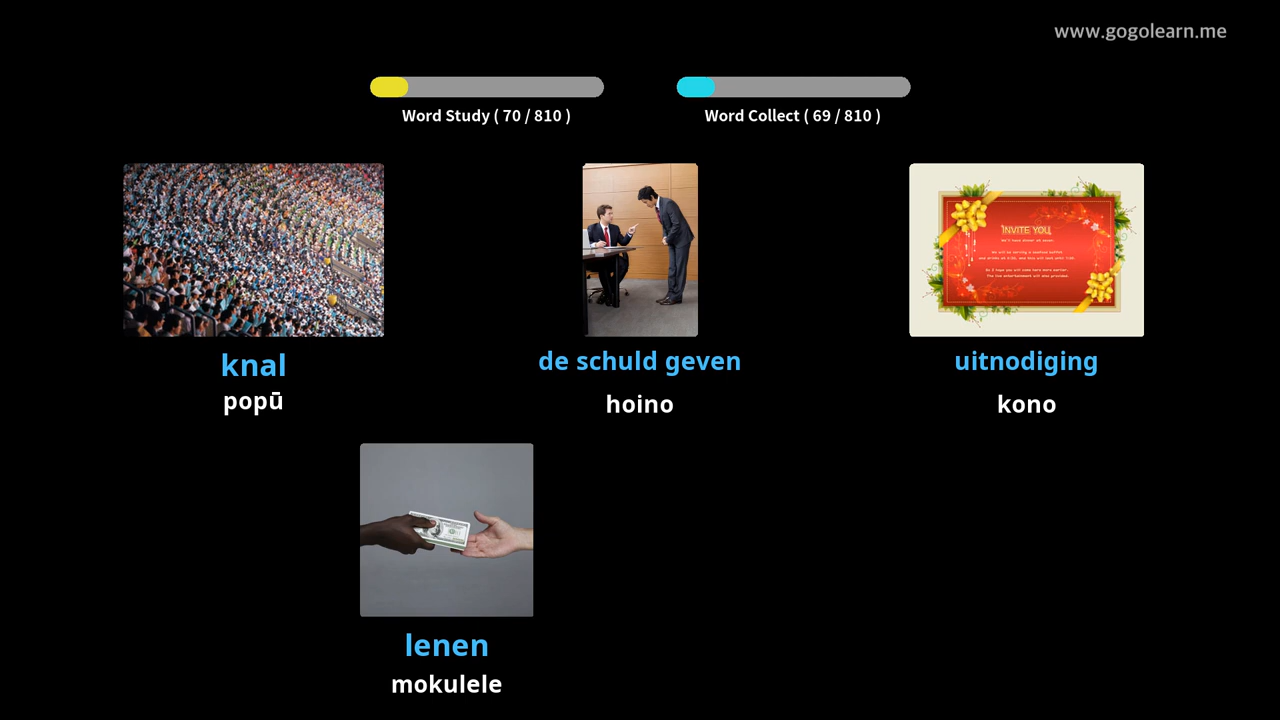 www.gogolearn.me
Word Study ( 70 / 810 )
Word Collect ( 69 / 810 )
INVITE YOU
knal
popū
de schuld geven
hoino
uitnodiging
kono
lenen
mokulele